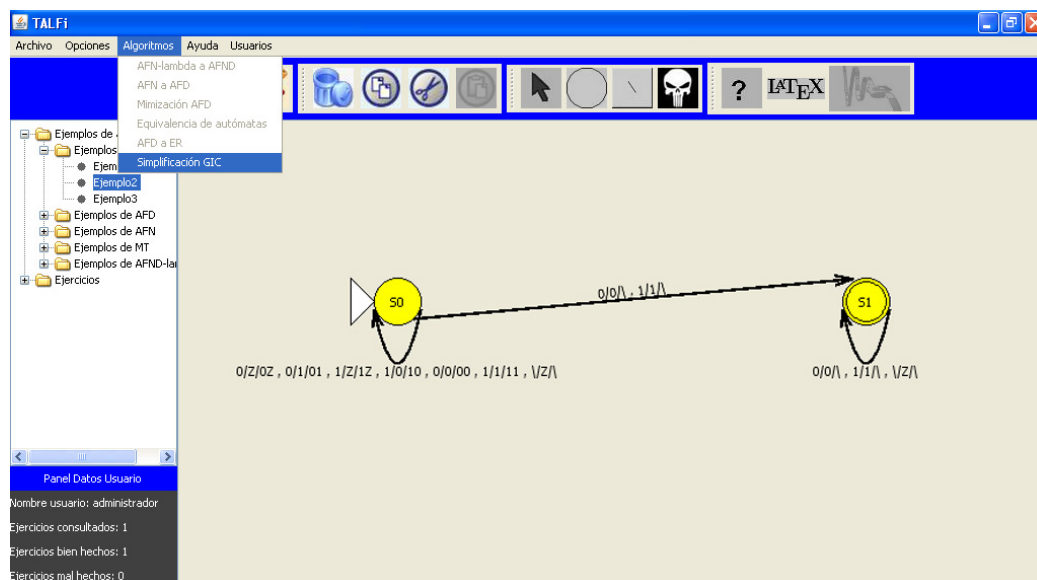 TALFi
Archivo Opciones Algoritmos Ayuda Usuarios
AFN-lambda a AFND
AFN a AFD
Mimización AFD
Equivalencia de autómatas
AFD a ER
Simplificación GIC
? LATEX
Ejemplos de
Ejemplos
Ejem
Ejemplo2
Ejemplo3
Ejemplos de AFD
Ejemplos de AFN
Ejemplos de MT
Ejemplos de AFND-la
Ejercicios
S0
0/0/\ , 1/1/\
S1
0/Z/0Z , 0/1/01 , 1/Z/1Z , 1/0/10 , 0/0/00 , 1/1/11 , \/Z/\
0/0/\ , 1/1/\ , \/Z/\
Panel Datos Usuario
Nombre usuario: administrador
Ejercicios consultados: 1
Ejercicios bien hechos: 1
Ejercicios mal hechos: 0